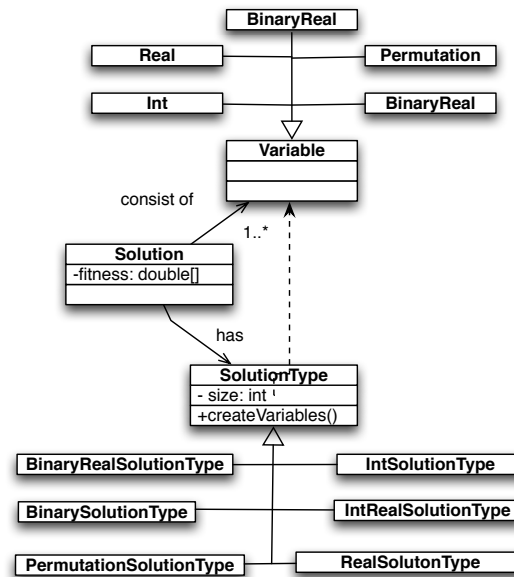 BinaryReal
Real
Permutation
Int
BinaryReal
Variable
consist of
1..*
Solution
-fitness: double[]
has
SolutionType
- size: int
+createVariables()
BinaryRealSolutionType
IntSolutionType
BinarySolutionType
IntRealSolutionType
PermutationSolutionType
RealSolutonType